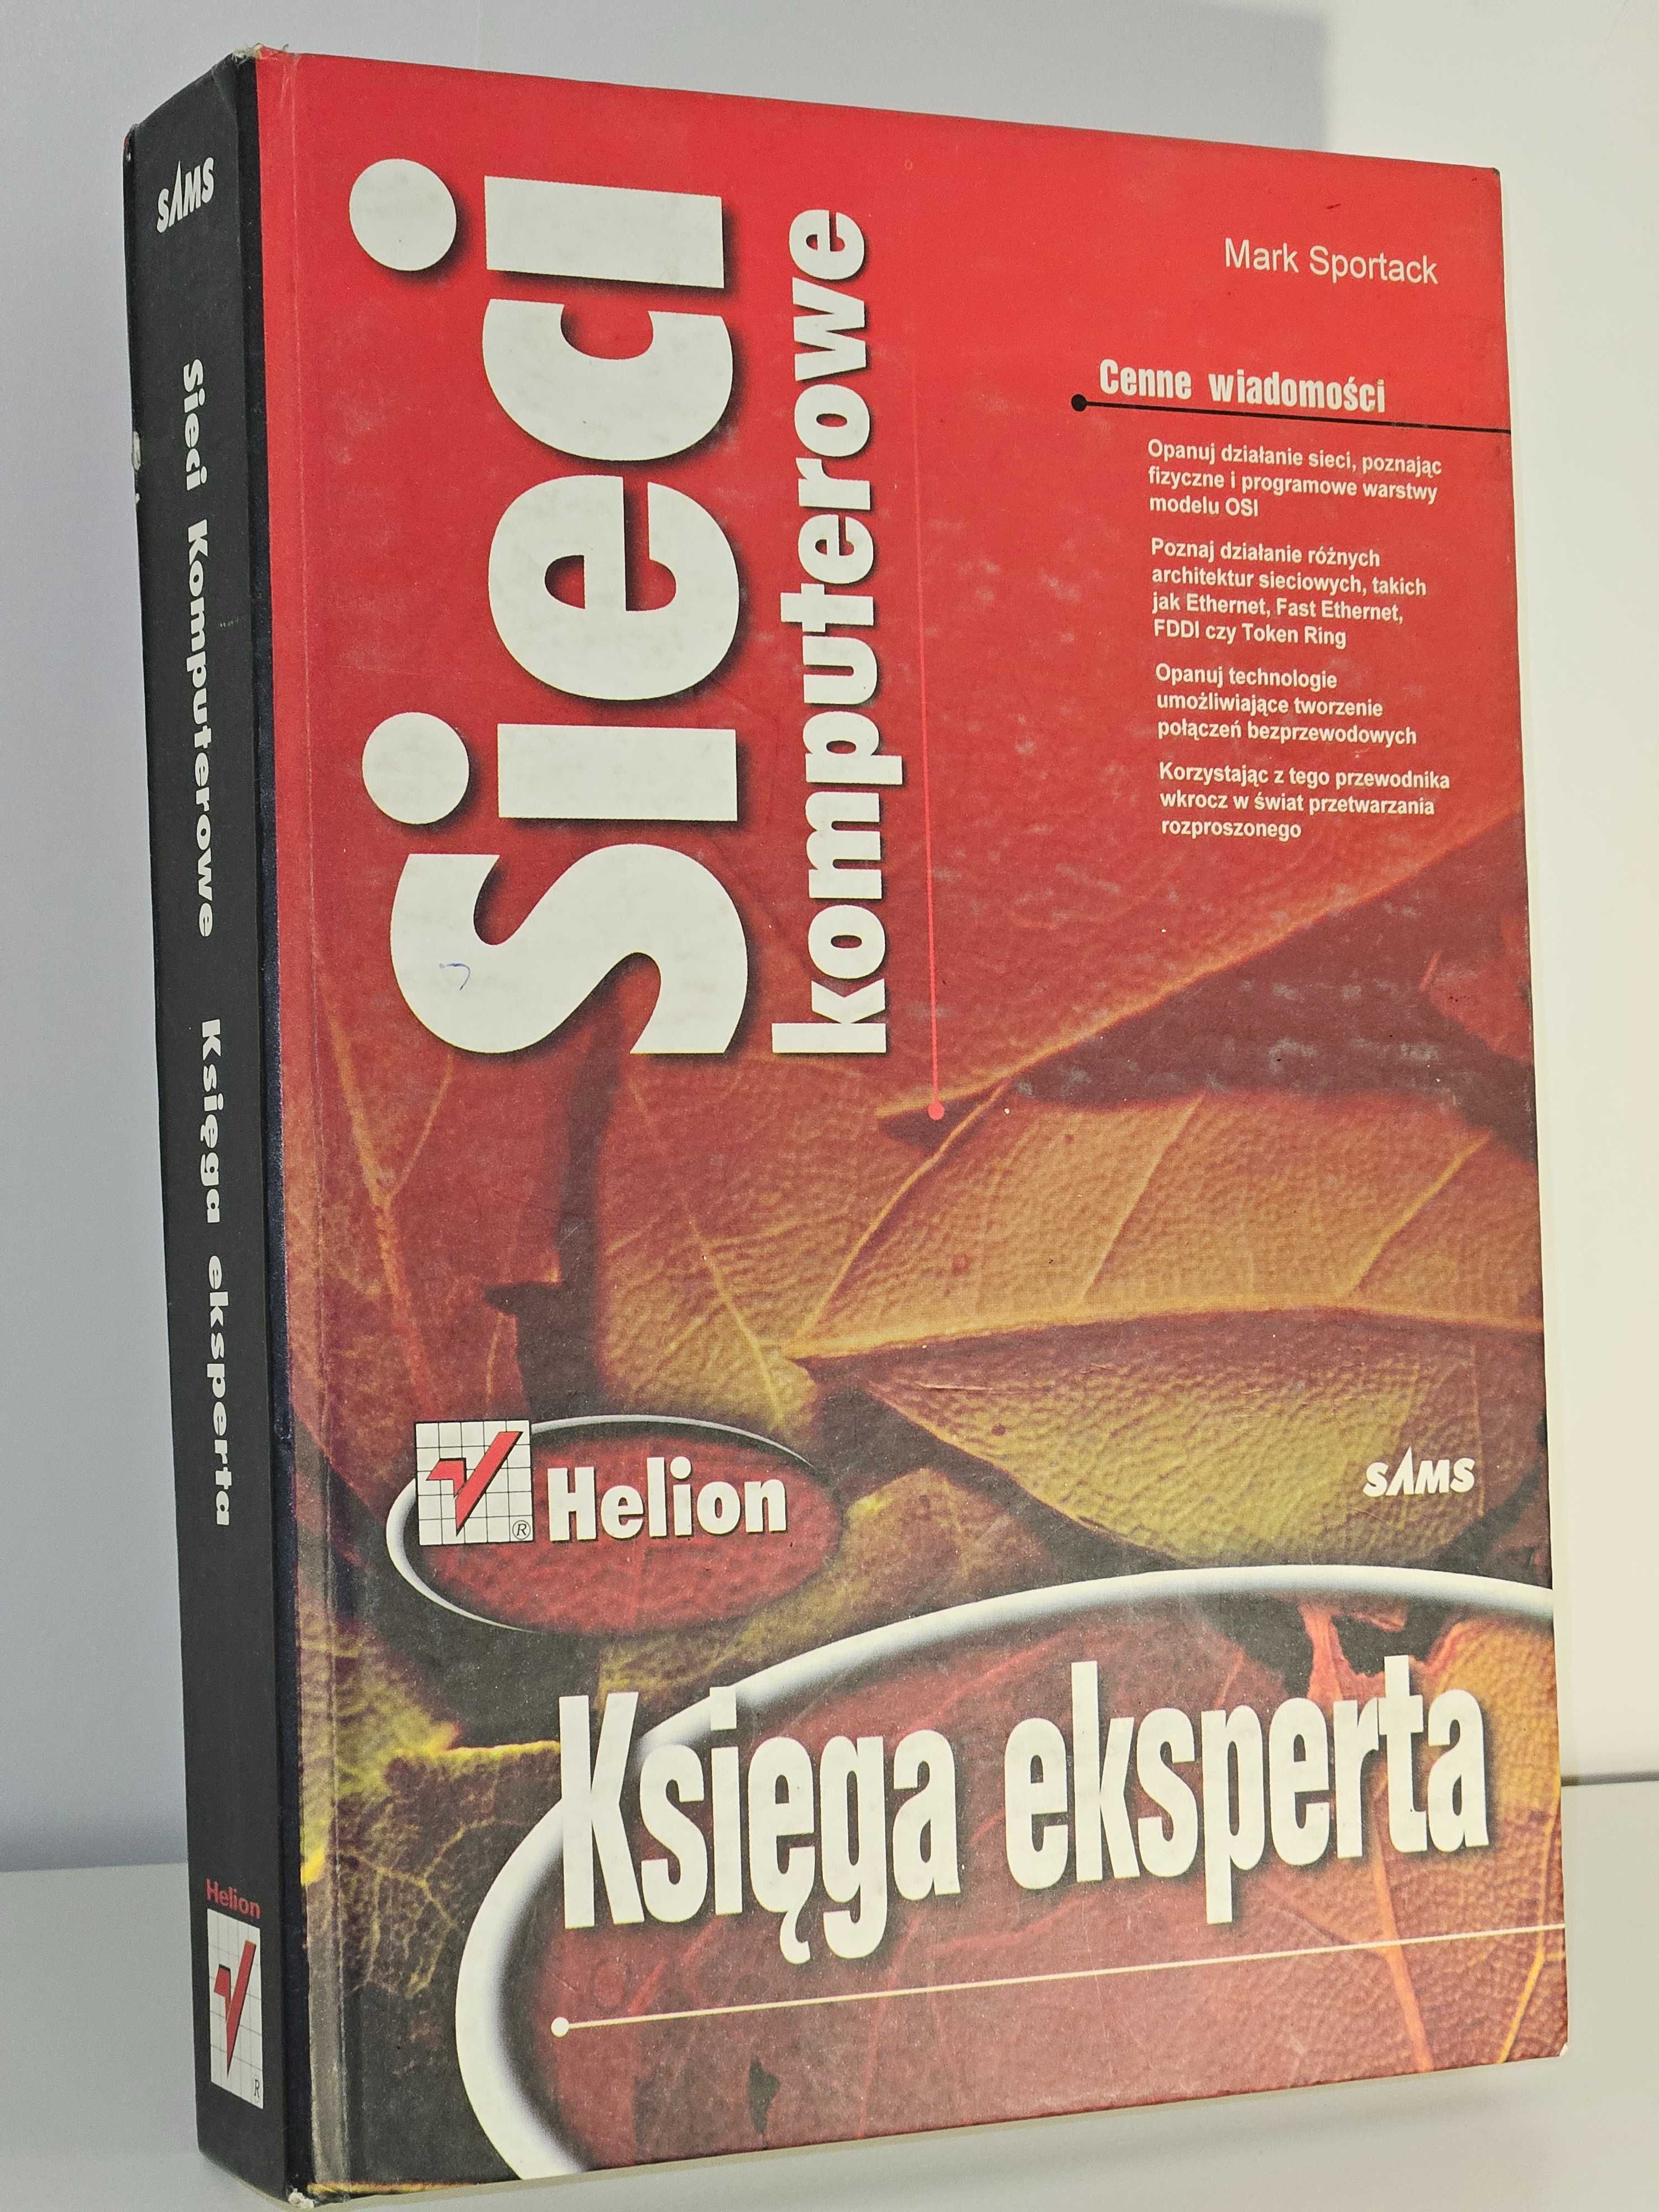 SAMS
Sieci Komputerowe Księga eksperta
Helion
R
Sieci
komputerowe
Mark Sportack
Cenne wiadomości
Opanuj działanie sieci, poznając
fizyczne i programowe warstwy
modelu OSI
Poznaj działanie różnych
architektur sieciowych, takich
jak Ethernet, Fast Ethernet,
FDDI czy Token Ring
Opanuj technologie
umożliwiające tworzenie
połączeń bezprzewodowych
Korzystając z tego przewodnika
wkrocz w świat przetwarzania
rozproszonego
® Helion
SAMS
Księga eksperta